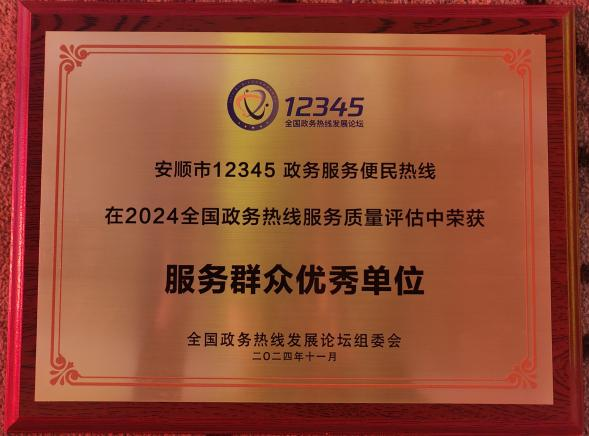 12345
全国政务热线发展论坛
安顺市12345 政务服务便民热线
在2024全国政务热线服务质量评估中荣获
服务群众优秀单位
全国政务热线发展论坛组委会
二〇二四年十一月